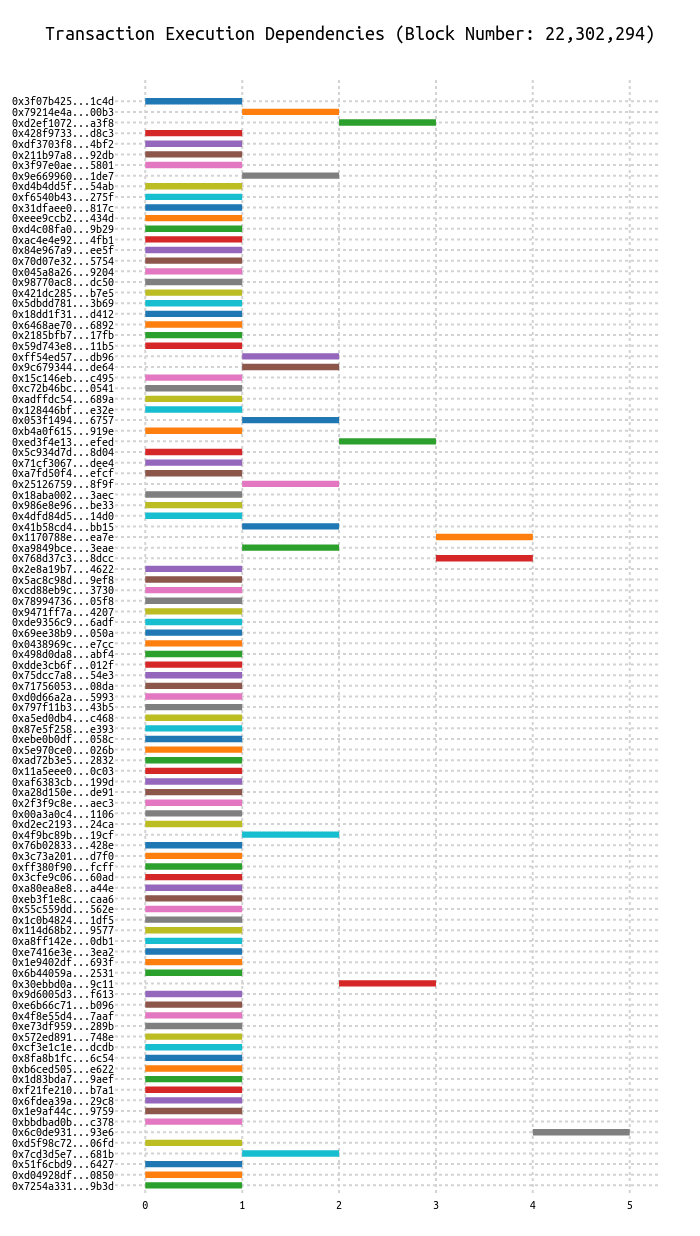 Transaction Execution Dependencies (Block Number: 22,302,294)
0x3f07b425...1c4d
0x79214e4a...00b3
0xd2ef1072...a3f8
0x428f9733...d8c3
0xdf3703f8...4bf2
0x211b97a8...92db
0x3f97e0ae...5801
0x9e669960...1de7
0xd4b4dd5f...54ab
0xf6540b43...275f
0x31dfaee0...817c
0xeee9ccb2...434d
0xd4c08fa0...9b29
0xac4e4e92...4fb1
0x84e967a9...ee5f
0x70d07e32...5754
0x045a8a26...9204
0x98770ac8...dc50
0x421dc285...b7e5
0x5dbdd781...3b69
0x18dd1f31...d412
0x6468ae70...6892
0x2185bfb7...17fb
0x59d743e8...11b5
0xff54ed57...db96
0x9c679344...de64
0x15c146eb...c495
0xc72b46bc...0541
0xadffdc54...689a
0x128446bf...e32e
0x053f1494...6757
0xb4a0f615...919e
0xed3f4e13...efed
0x5c934d7d...8d04
0x71cf3067...dee4
0xa7fd50f4...efcf
0x25126759...8f9f
0x18aba002...3aec
0x986e8e96...be33
0x4dfd84d5...14d0
0x41b58cd4...bb15
0x1170788e...ea7e
0xa9849bce...3eae
0x768d37c3...8dcc
0x2e8a19b7...4622
0x5ac8c98d...9ef8
0xcd88eb9c...3730
0x78994736...05f8
0x9471ff7a...4207
0xde9356c9...6adf
0x69ee38b9...050a
0x0438969c...e7cc
0x498d0da8...abf4
0xdde3cb6f...012f
0x75dcc7a8...54e3
0x71756053...08da
0xd0d66a2a...5993
0x797f11b3...43b5
0xa5ed0db4...c468
0x87e5f258...e393
0xebe0b0df...058c
0x5e970ce0...026b
0xad72b3e5...2832
0x11a5eee0...0c03
0xaf6383cb...199d
0xa28d150e...de91
0x2f3f9c8e...aec3
0x00a3a0c4...1106
0xd2ec2193...24ca
0x4f9bc89b...19cf
0x76b02833...428e
0x3c73a201...d7f0
0xff380f90...fcff
0x3cfe9c06...60ad
0xa80ea8e8...a44e
0xeb3f1e8c...caa6
0x55c559dd...562e
0x1c0b4824...1df5
0x114d68b2...9577
0xa8ff142e...0db1
0xe7416e3e...3ea2
0x1e9402df...693f
0x6b44059a...2531
0x30ebbd0a...9c11
0x9d6005d3...f613
0xe6b66c71...b096
0x4f8e55d4...7aaf
0xe73df959...289b
0x572ed891...748e
0xcf3e1c1e...dcdb
0x8fa8b1fc...6c54
0xb6ced505...e622
0x1d83bda7...9aef
0xf21fe210...b7a1
0x6fdea39a...29c8
0x1e9af44c...9759
0xbbdbad0b...c378
0x6c0de931...93e6
0xd5f98c72...06fd
0x7cd3d5e7...681b
0x51f6cbd9...6427
0xd04928df...0850
0x7254a331...9b3d
0 1 2 3 4 5